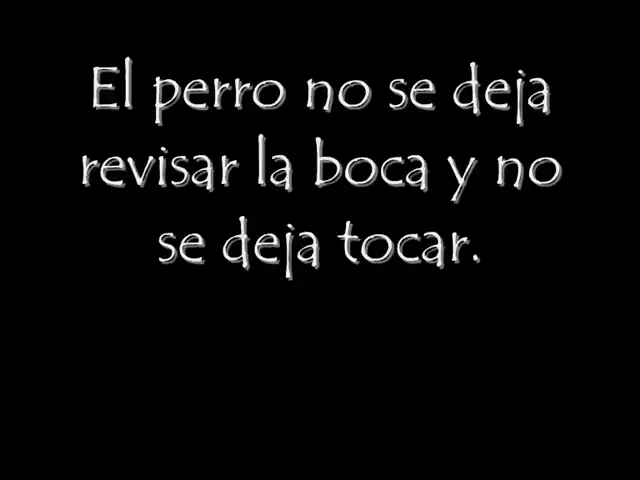 El perro no se deja
revisar la boca y no
se deja tocar.